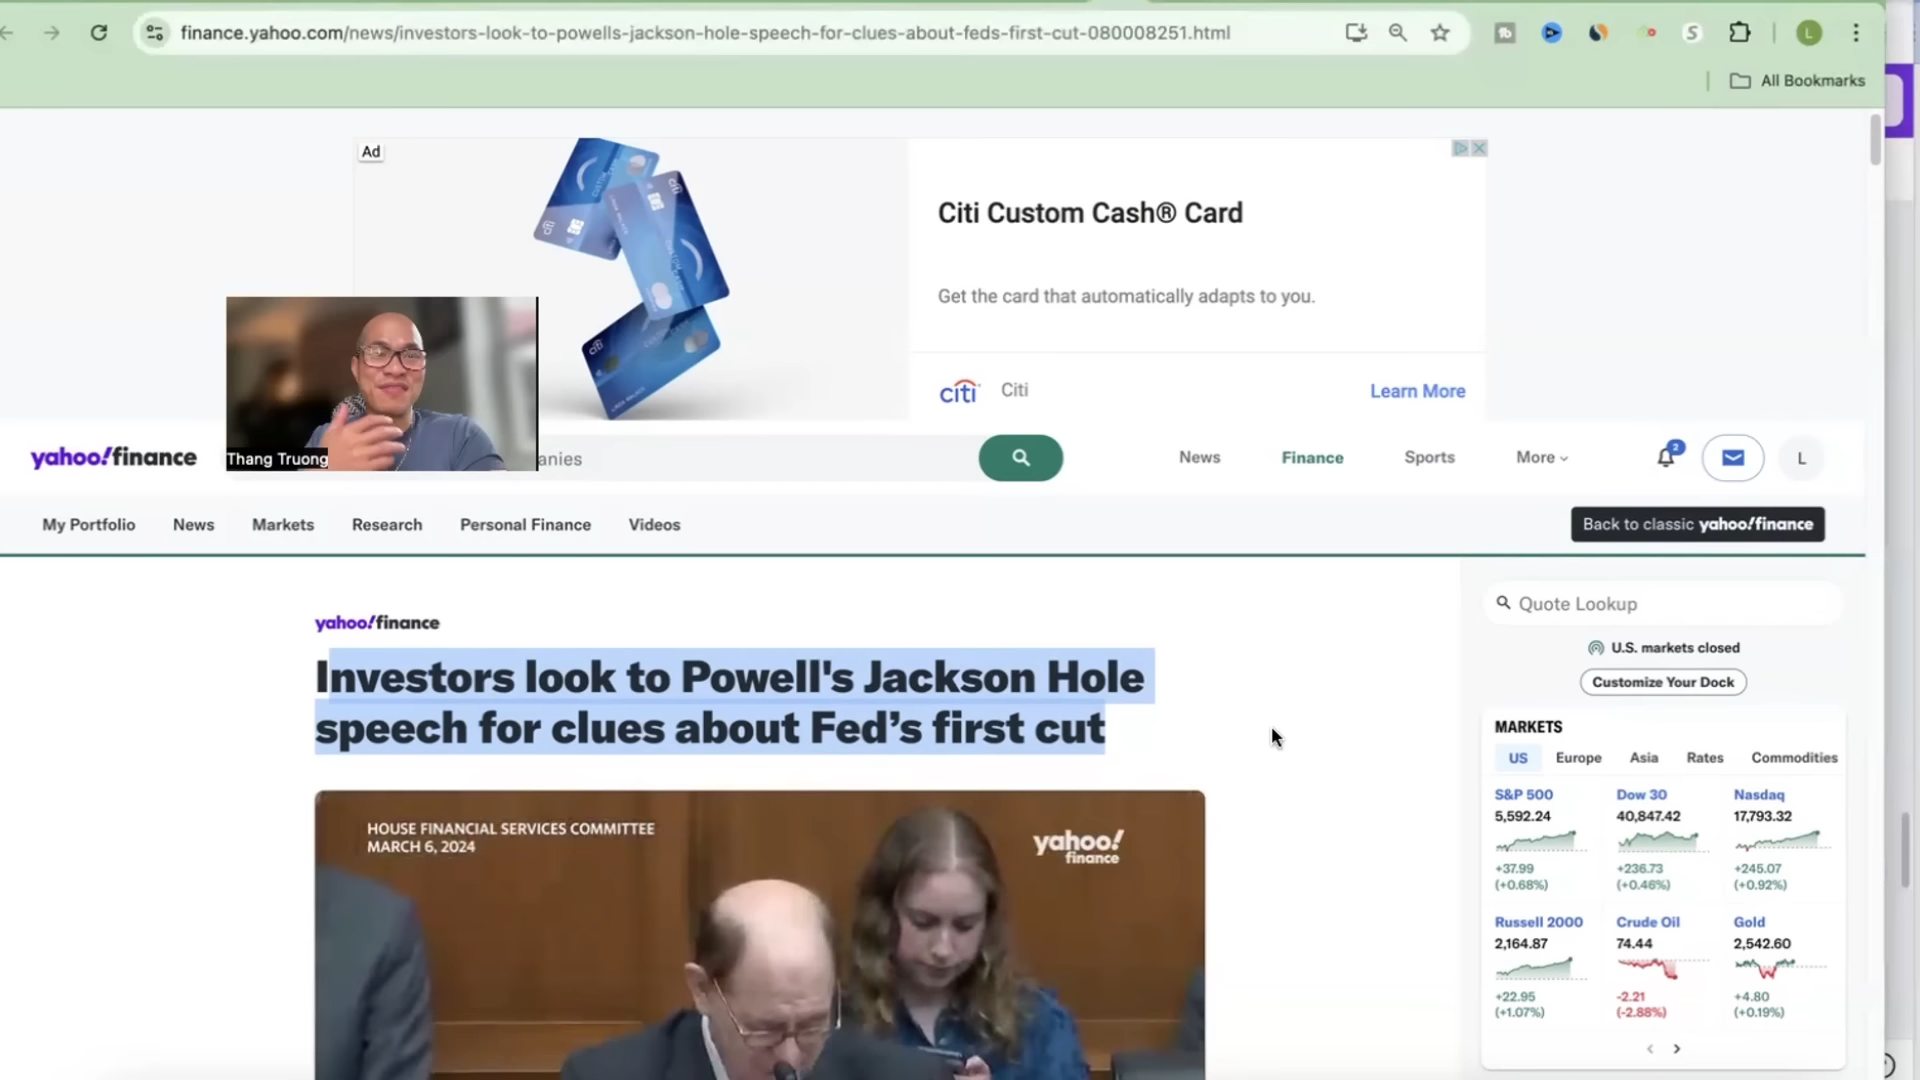 finance.yahoo.com/news/investors-look-to-powells-jackson-hole-speech-for-clues-about-feds-first-cut-080008251.html
L
All Bookmarks
Ad
Citi Custom Cash® Card
Get the card that automatically adapts to you.
citi
Citi
Learn More
Thang Truong
yahoo!finance
anies
News
Finance
Sports
More
2
L
My Portfolio
News
Markets
Research
Personal Finance
Videos
Back to classic yahoo!finance
yahoo!finance
Investors look to Powell's Jackson Hole
speech for clues about Fed’s first cut
HOUSE FINANCIAL SERVICES COMMITTEE
MARCH 6, 2024
yahoo!
finance
Quote Lookup
U.S. markets closed
Customize Your Dock
MARKETS
US Europe Asia Rates Commodities
S&P 500 Dow 30 Nasdaq
5,592.24 40,847.42 17,793.32
+37.99 +236.73 +245.07
(+0.68%) (+0.46%) (+0.92%)
Russell 2000 Crude Oil Gold
2,164.87 74.44 2,542.60
+22.95 -2.21 +4.80
(+1.07%) (-2.88%) (+0.19%)